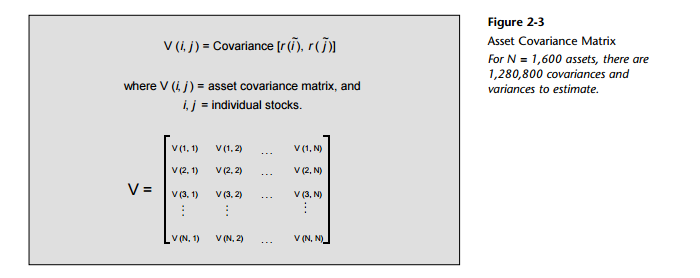 V (i, j) = Covariance [r(ĩ), r( j̃)]
where V (i, j) = asset covariance matrix, and
i, j = individual stocks.
V =
V (1, 1) V (1, 2) ... V (1, N)
V (2, 1) V (2, 2) ... V (2, N)
V (3, 1) V (3, 2) ... V (3, N)
⋮ ⋮ ⋮
V (N, 1) V (N, 2) ... V (N, N)
Figure 2-3
Asset Covariance Matrix
For N = 1,600 assets, there are
1,280,800 covariances and
variances to estimate.